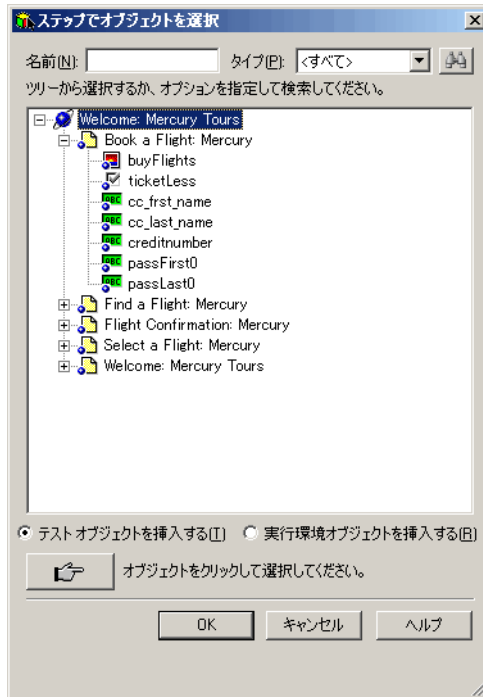 ステップでオブジェクトを選択
名前(N): タイプ(P): <すべて>
ツリーから選択するか、オプションを指定して検索してください。
Welcome: Mercury Tours
Book a Flight: Mercury
buyFlights
ticketLess
cc_frst_name
cc_last_name
creditnumber
passFirst0
passLast0
Find a Flight: Mercury
Flight Confirmation: Mercury
Select a Flight: Mercury
Welcome: Mercury Tours
テスト オブジェクトを挿入する(T) 実行環境オブジェクトを挿入する(R)
オブジェクトをクリックして選択してください。
OK キャンセル ヘルプ